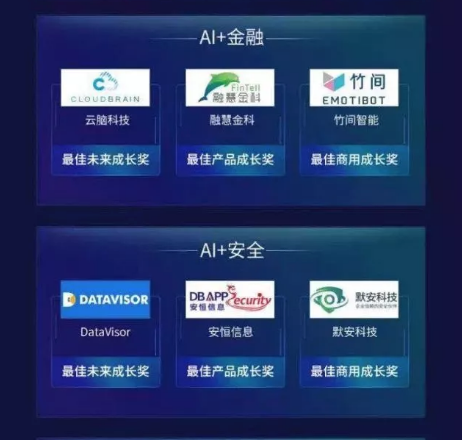 AI+金融
CLOUDBRAIN
FinTell
融慧金科
竹间
EMOTIBOT
云脑科技
融慧金科
竹间智能
最佳未来成长奖
最佳产品成长奖
最佳商用成长奖
AI+安全
DATAVISOR
DBAPPSecurity
安恒信息
默安科技
DataVisor
安恒信息
默安科技
最佳未来成长奖
最佳产品成长奖
最佳商用成长奖